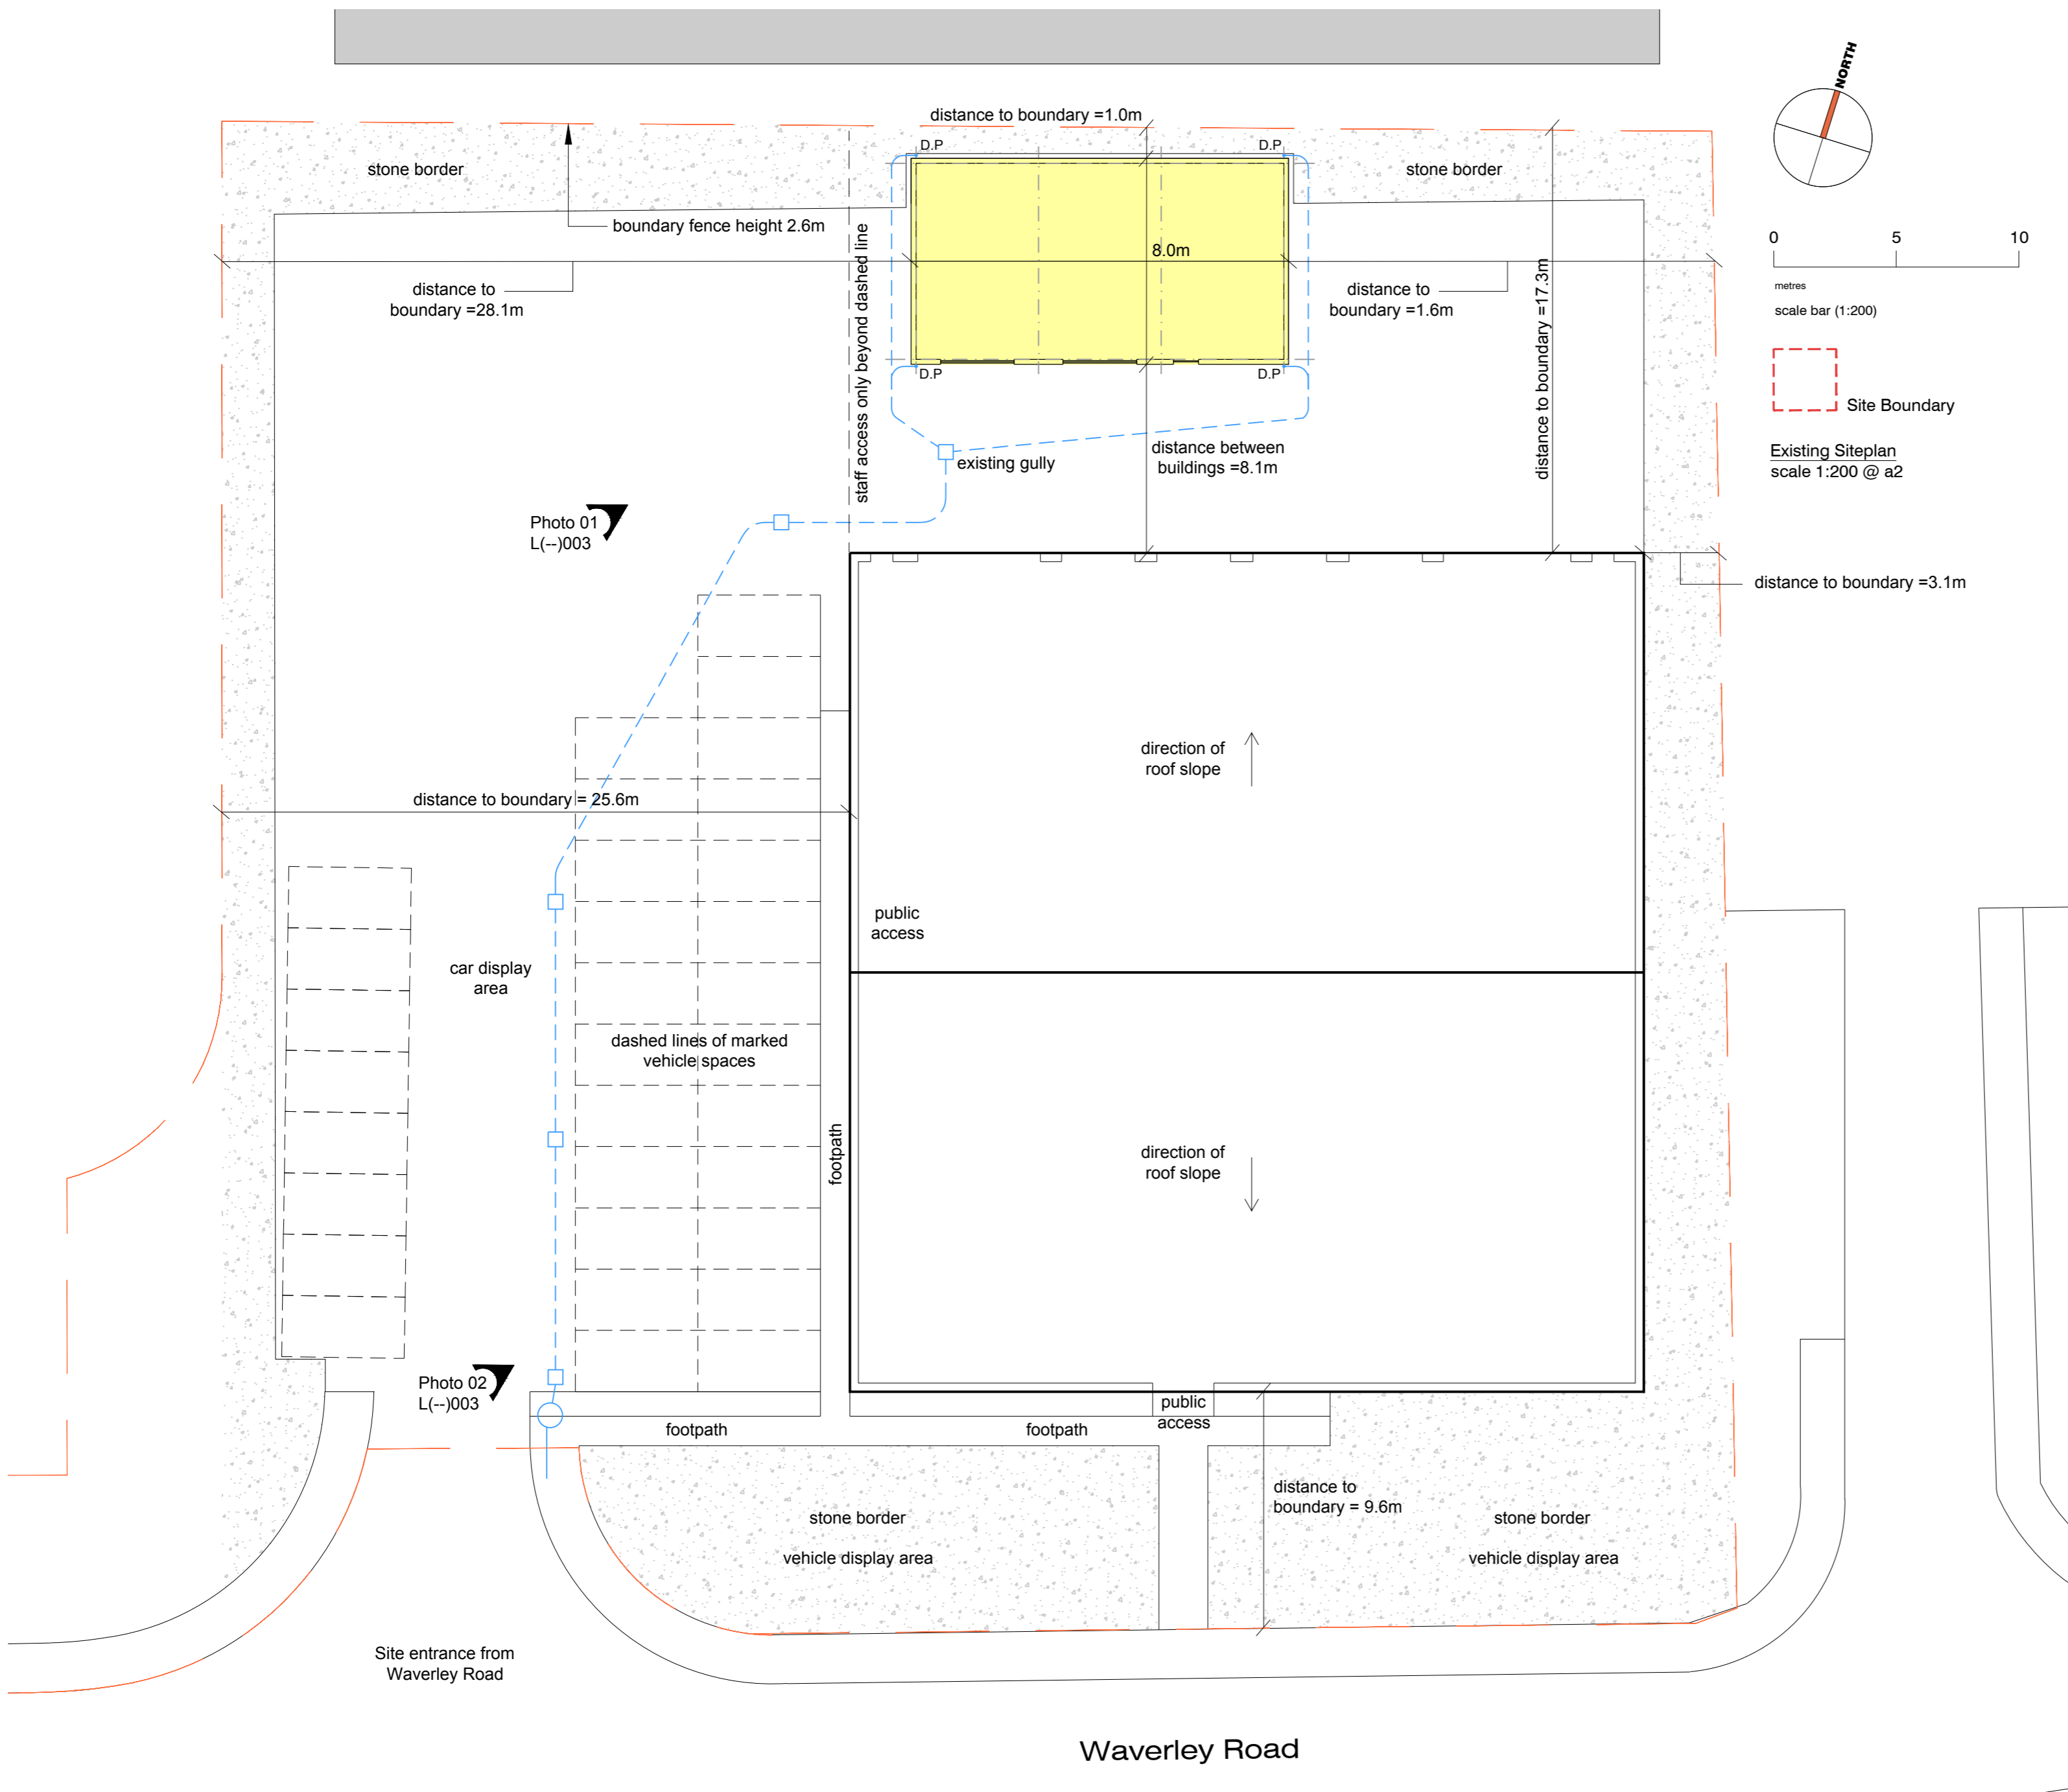 distance to boundary =1.0m
NORTH
D.P
D.P
stone border
stone border
boundary fence height 2.6m
staff access only beyond dashed line
8.0m
distance to boundary =17.3m
0
5
10
metres
scale bar (1:200)
distance to
boundary =28.1m
distance to
boundary =1.6m
D.P
D.P
Site Boundary
existing gully
distance between
buildings =8.1m
Existing Siteplan
scale 1:200 @ a2
Photo 01
L(--)003
distance to boundary =3.1m
direction of
roof slope
distance to boundary = 25.6m
public
access
car display
area
dashed lines of marked
vehicle spaces
footpath
direction of
roof slope
Photo 02
L(--)003
public
access
footpath
footpath
distance to
boundary = 9.6m
stone border
vehicle display area
stone border
vehicle display area
Site entrance from
Waverley Road
Waverley Road